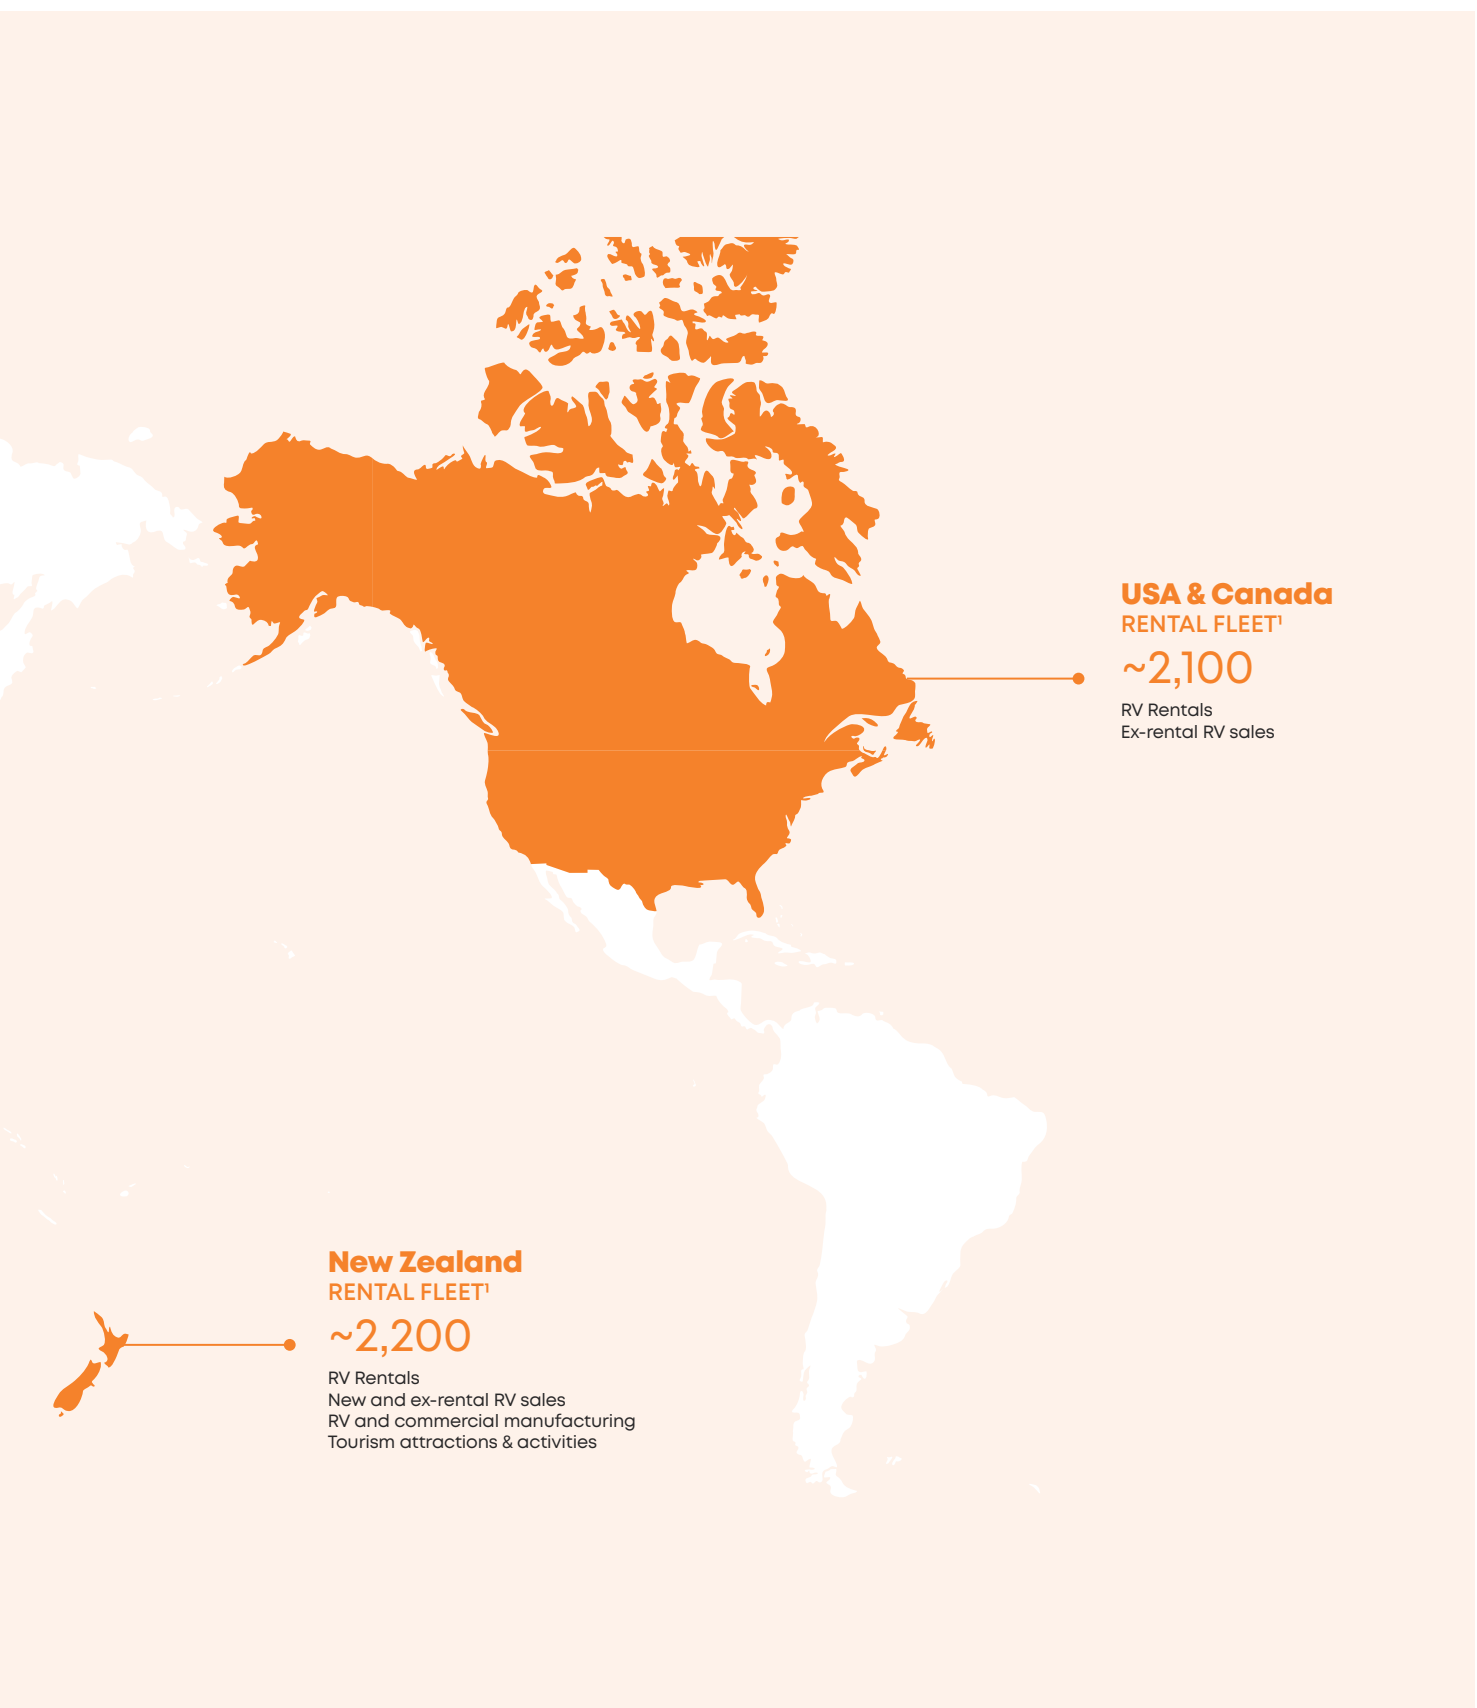 USA & Canada
RENTAL FLEET¹
~2,100
RV Rentals
Ex-rental RV sales
New Zealand
RENTAL FLEET¹
~2,200
RV Rentals
New and ex-rental RV sales
RV and commercial manufacturing
Tourism attractions & activities